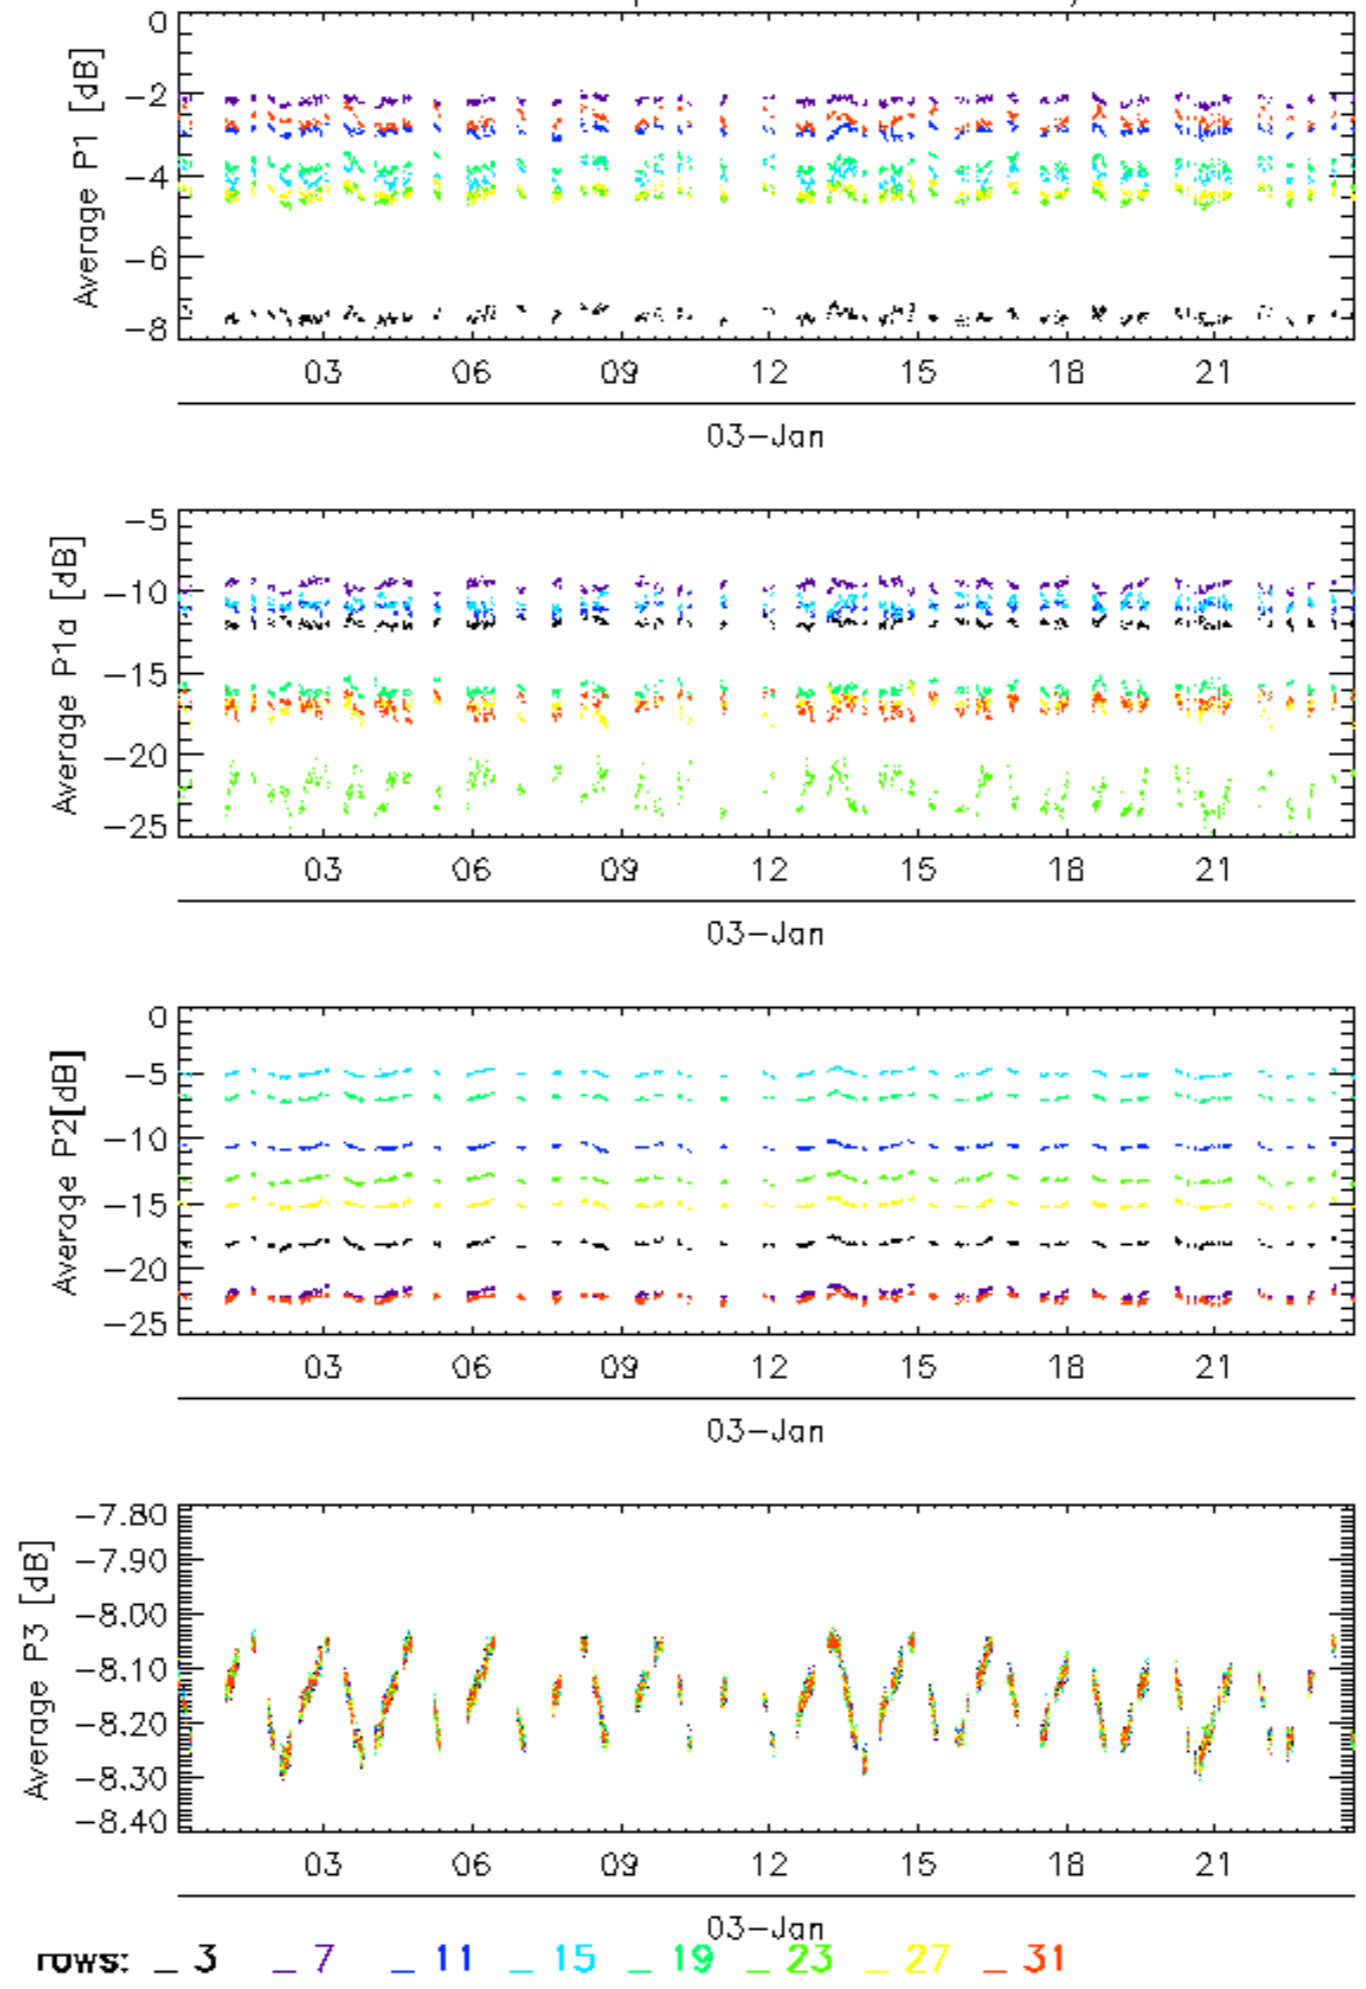 0
−2
−4
−6
−8
Average P1 [dB]
03 06 09 12 15 18 21
03−Jan
−5
−10
−15
−20
−25
Average P1a [dB]
03 06 09 12 15 18 21
03−Jan
0
−5
−10
−15
−20
−25
Average P2[dB]
03 06 09 12 15 18 21
03−Jan
−7.80
−7.90
−8.00
−8.10
−8.20
−8.30
−8.40
Average P3 [dB]
03 06 09 12 15 18 21
03−Jan
rows: _ 3 _ 7 _ 11 _ 15 _ 19 _ 23 _ 27 _ 31